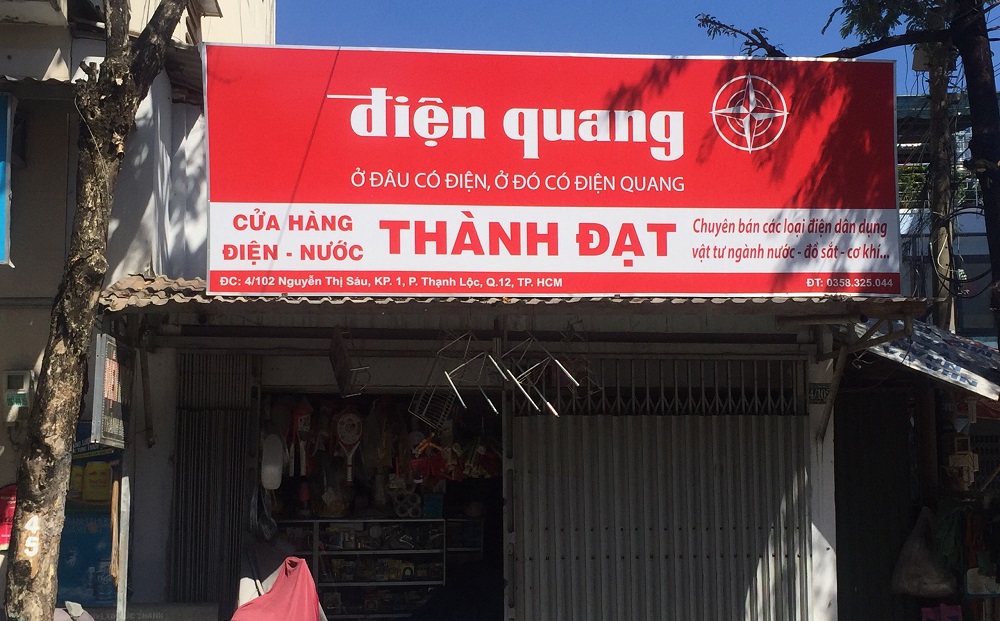 điện quang
Ở ĐÂU CÓ ĐIỆN, Ở ĐÓ CÓ ĐIỆN QUANG
CỬA HÀNG
ĐIỆN - NƯỚC
THÀNH ĐẠT
Chuyên bán các loại điện dân dụng
vật tư ngành nước - đồ sắt - cơ khí...
ĐC: 4/102 Nguyễn Thị Sáu, KP. 1, P. Thạnh Lộc, Q.12, TP. HCM
ĐT: 0358.325.044
45